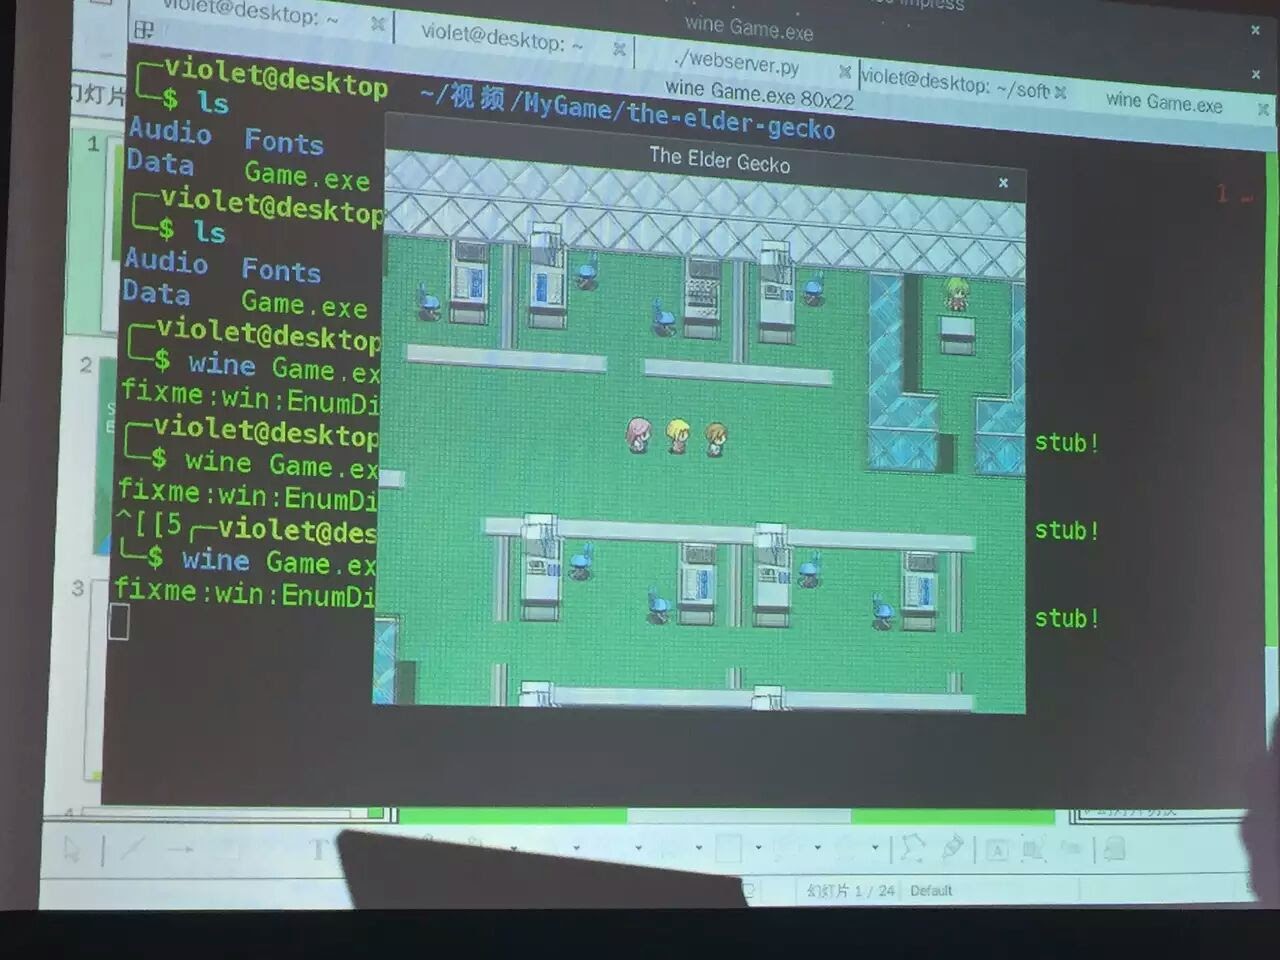 impress
wine Game.exe
violet@desktop: ~
violet@desktop: ~
./webserver.py
violet@desktop: ~/soft
wine Game.exe
wine Game.exe 80x22
幻灯片
violet@desktop ~/视频/MyGame/the-elder-gecko
$ ls
Audio Fonts
Data Game.exe
violet@desktop
$ ls
Audio Fonts
Data Game.exe
violet@desktop
$ wine Game.ex
fixme:win:EnumDi stub!
violet@desktop
$ wine Game.ex
fixme:win:EnumDi stub!
^[[5 violet@des
$ wine Game.ex
fixme:win:EnumDi stub!
The Elder Gecko
1
1
2
3
4
幻灯片 1 / 24 Default